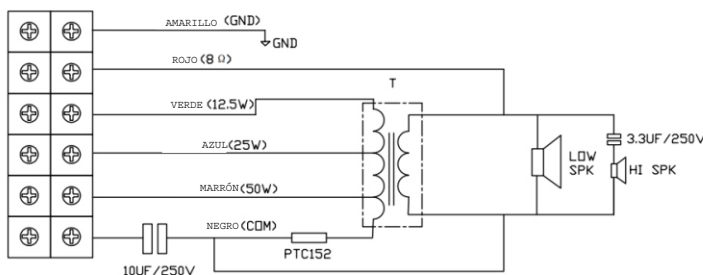 AMARILLO (GND)
GND
ROJO (8 Ω)
T
VERDE (12.5W)
3.3UF/250V
AZUL (25W)
LOW
SPK
HI SPK
MARRÓN (50W)
NEGRO (COM)
PTC152
10UF/250V